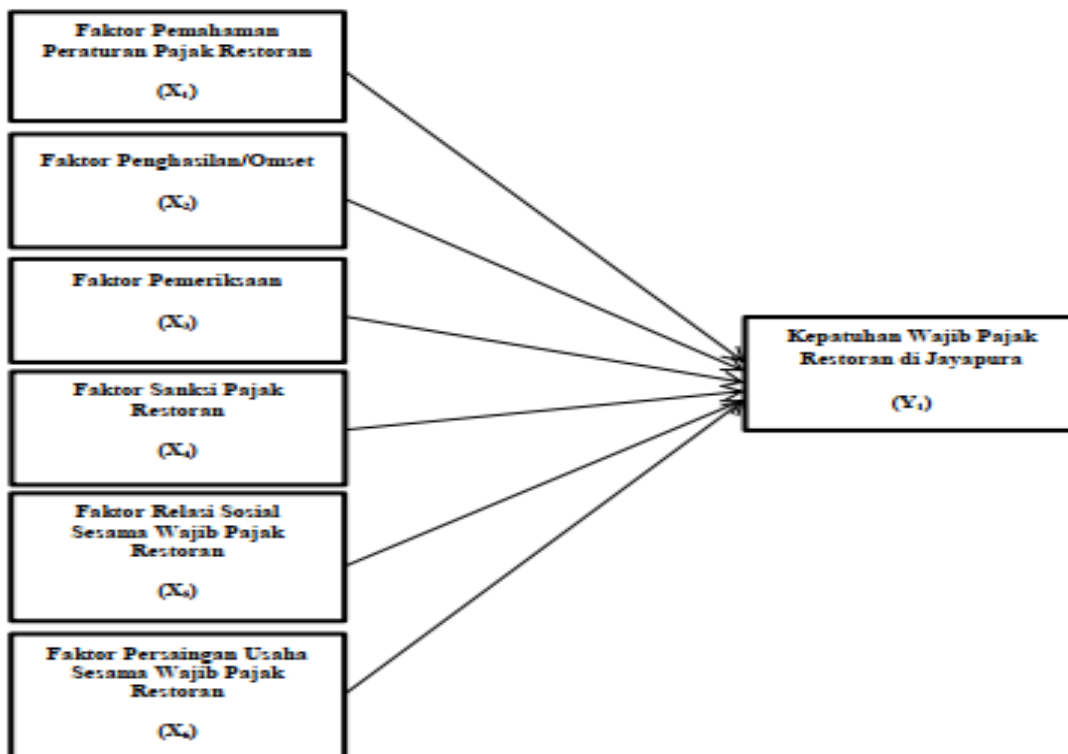 Faktor Pemahaman
Peraturan Pajak Restoran
(X₁)
Faktor Penghasilan/Omset
(X₂)
Faktor Pemeriksaan
(X₃)
Faktor Sanksi Pajak
Restoran
(X₄)
Faktor Relasi Sosial
Sesama Wajib Pajak
Restoran
(X₅)
Faktor Persaingan Usaha
Sesama Wajib Pajak
Restoran
(X₆)
Kepatuhan Wajib Pajak
Restoran di Jayapura
(Y₁)